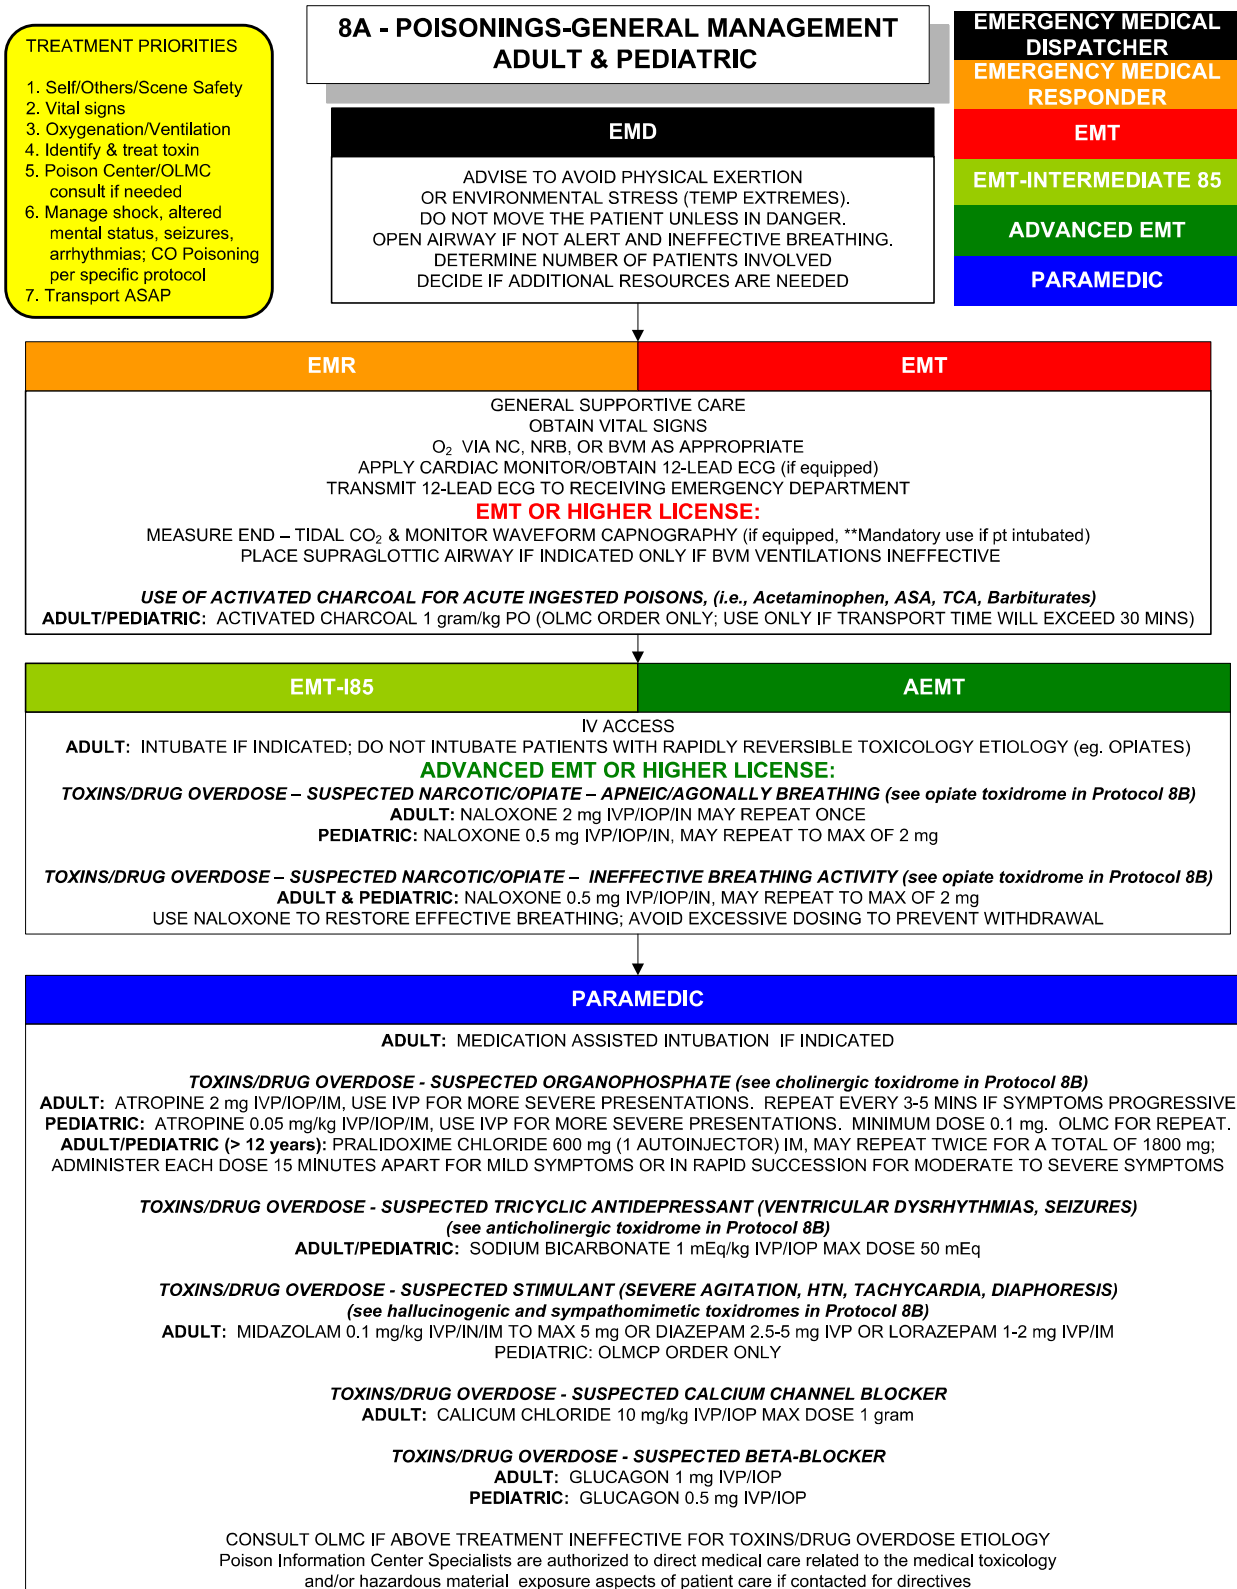 TREATMENT PRIORITIES
1. Self/Others/Scene Safety
2. Vital signs
3. Oxygenation/Ventilation
4. Identify & treat toxin
5. Poison Center/OLMC
consult if needed
6. Manage shock, altered
mental status, seizures,
arrhythmias; CO Poisoning
per specific protocol
7. Transport ASAP
8A - POISONINGS-GENERAL MANAGEMENT
ADULT & PEDIATRIC
EMERGENCY MEDICAL
DISPATCHER
EMERGENCY MEDICAL
RESPONDER
EMT
EMT-INTERMEDIATE 85
ADVANCED EMT
PARAMEDIC
EMD
ADVISE TO AVOID PHYSICAL EXERTION
OR ENVIRONMENTAL STRESS (TEMP EXTREMES).
DO NOT MOVE THE PATIENT UNLESS IN DANGER.
OPEN AIRWAY IF NOT ALERT AND INEFFECTIVE BREATHING.
DETERMINE NUMBER OF PATIENTS INVOLVED
DECIDE IF ADDITIONAL RESOURCES ARE NEEDED
EMR
EMT
GENERAL SUPPORTIVE CARE
OBTAIN VITAL SIGNS
O₂ VIA NC, NRB, OR BVM AS APPROPRIATE
APPLY CARDIAC MONITOR/OBTAIN 12-LEAD ECG (if equipped)
TRANSMIT 12-LEAD ECG TO RECEIVING EMERGENCY DEPARTMENT
EMT OR HIGHER LICENSE:
MEASURE END – TIDAL CO₂ & MONITOR WAVEFORM CAPNOGRAPHY (if equipped, **Mandatory use if pt intubated)
PLACE SUPRAGLOTTIC AIRWAY IF INDICATED ONLY IF BVM VENTILATIONS INEFFECTIVE
USE OF ACTIVATED CHARCOAL FOR ACUTE INGESTED POISONS, (i.e., Acetaminophen, ASA, TCA, Barbiturates)
ADULT/PEDIATRIC: ACTIVATED CHARCOAL 1 gram/kg PO (OLMC ORDER ONLY; USE ONLY IF TRANSPORT TIME WILL EXCEED 30 MINS)
EMT-I85
AEMT
IV ACCESS
ADULT: INTUBATE IF INDICATED; DO NOT INTUBATE PATIENTS WITH RAPIDLY REVERSIBLE TOXICOLOGY ETIOLOGY (eg. OPIATES)
ADVANCED EMT OR HIGHER LICENSE:
TOXINS/DRUG OVERDOSE – SUSPECTED NARCOTIC/OPIATE – APNEIC/AGONALLY BREATHING (see opiate toxidrome in Protocol 8B)
ADULT: NALOXONE 2 mg IVP/IOP/IN MAY REPEAT ONCE
PEDIATRIC: NALOXONE 0.5 mg IVP/IOP/IN, MAY REPEAT TO MAX OF 2 mg
TOXINS/DRUG OVERDOSE – SUSPECTED NARCOTIC/OPIATE – INEFFECTIVE BREATHING ACTIVITY (see opiate toxidrome in Protocol 8B)
ADULT & PEDIATRIC: NALOXONE 0.5 mg IVP/IOP/IN, MAY REPEAT TO MAX OF 2 mg
USE NALOXONE TO RESTORE EFFECTIVE BREATHING; AVOID EXCESSIVE DOSING TO PREVENT WITHDRAWAL
PARAMEDIC
ADULT: MEDICATION ASSISTED INTUBATION IF INDICATED
TOXINS/DRUG OVERDOSE - SUSPECTED ORGANOPHOSPHATE (see cholinergic toxidrome in Protocol 8B)
ADULT: ATROPINE 2 mg IVP/IOP/IM, USE IVP FOR MORE SEVERE PRESENTATIONS. REPEAT EVERY 3-5 MINS IF SYMPTOMS PROGRESSIVE
PEDIATRIC: ATROPINE 0.05 mg/kg IVP/IOP/IM, USE IVP FOR MORE SEVERE PRESENTATIONS. MINIMUM DOSE 0.1 mg. OLMC FOR REPEAT.
ADULT/PEDIATRIC (> 12 years): PRALIDOXIME CHLORIDE 600 mg (1 AUTOINJECTOR) IM, MAY REPEAT TWICE FOR A TOTAL OF 1800 mg;
ADMINISTER EACH DOSE 15 MINUTES APART FOR MILD SYMPTOMS OR IN RAPID SUCCESSION FOR MODERATE TO SEVERE SYMPTOMS
TOXINS/DRUG OVERDOSE - SUSPECTED TRICYCLIC ANTIDEPRESSANT (VENTRICULAR DYSRHYTHMIAS, SEIZURES)
(see anticholinergic toxidrome in Protocol 8B)
ADULT/PEDIATRIC: SODIUM BICARBONATE 1 mEq/kg IVP/IOP MAX DOSE 50 mEq
TOXINS/DRUG OVERDOSE - SUSPECTED STIMULANT (SEVERE AGITATION, HTN, TACHYCARDIA, DIAPHORESIS)
(see hallucinogenic and sympathomimetic toxidromes in Protocol 8B)
ADULT: MIDAZOLAM 0.1 mg/kg IVP/IN/IM TO MAX 5 mg OR DIAZEPAM 2.5-5 mg IVP OR LORAZEPAM 1-2 mg IVP/IM
PEDIATRIC: OLMCP ORDER ONLY
TOXINS/DRUG OVERDOSE - SUSPECTED CALCIUM CHANNEL BLOCKER
ADULT: CALICUM CHLORIDE 10 mg/kg IVP/IOP MAX DOSE 1 gram
TOXINS/DRUG OVERDOSE - SUSPECTED BETA-BLOCKER
ADULT: GLUCAGON 1 mg IVP/IOP
PEDIATRIC: GLUCAGON 0.5 mg IVP/IOP
CONSULT OLMC IF ABOVE TREATMENT INEFFECTIVE FOR TOXINS/DRUG OVERDOSE ETIOLOGY
Poison Information Center Specialists are authorized to direct medical care related to the medical toxicology
and/or hazardous material exposure aspects of patient care if contacted for directives